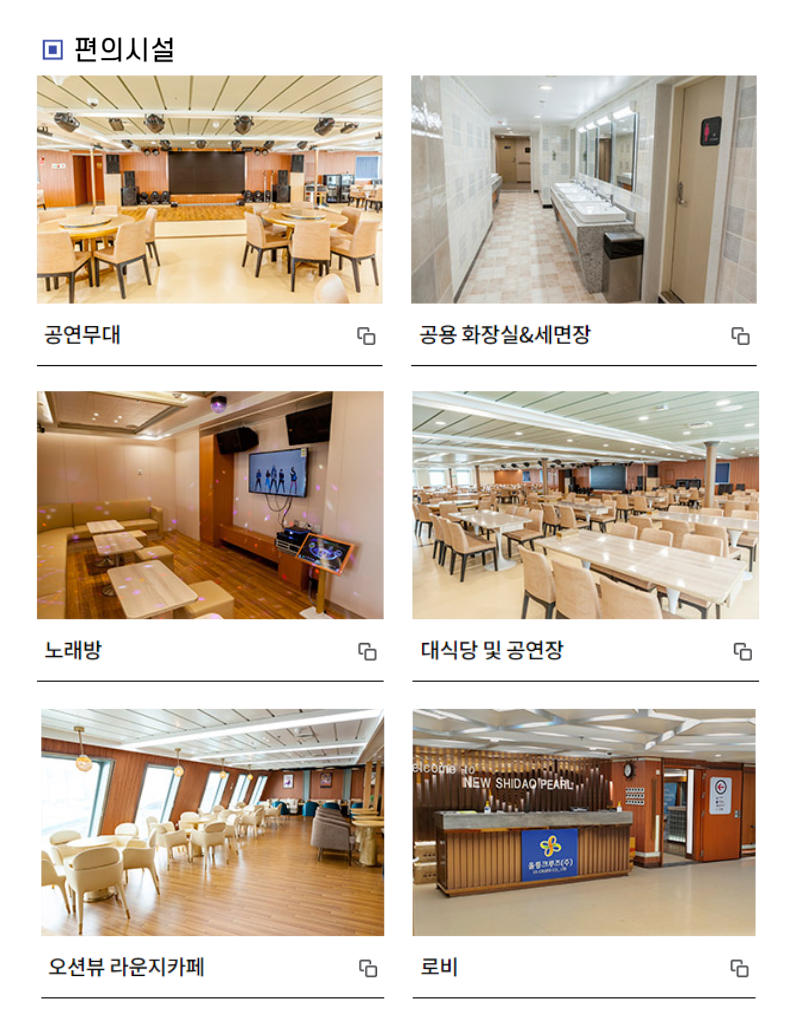 편의시설
공연무대
공용 화장실&세면장
노래방
대식당 및 공연장
오션뷰 라운지카페
로비
elcome to
NEW SHIDAO PEARL
울릉크루즈(주)